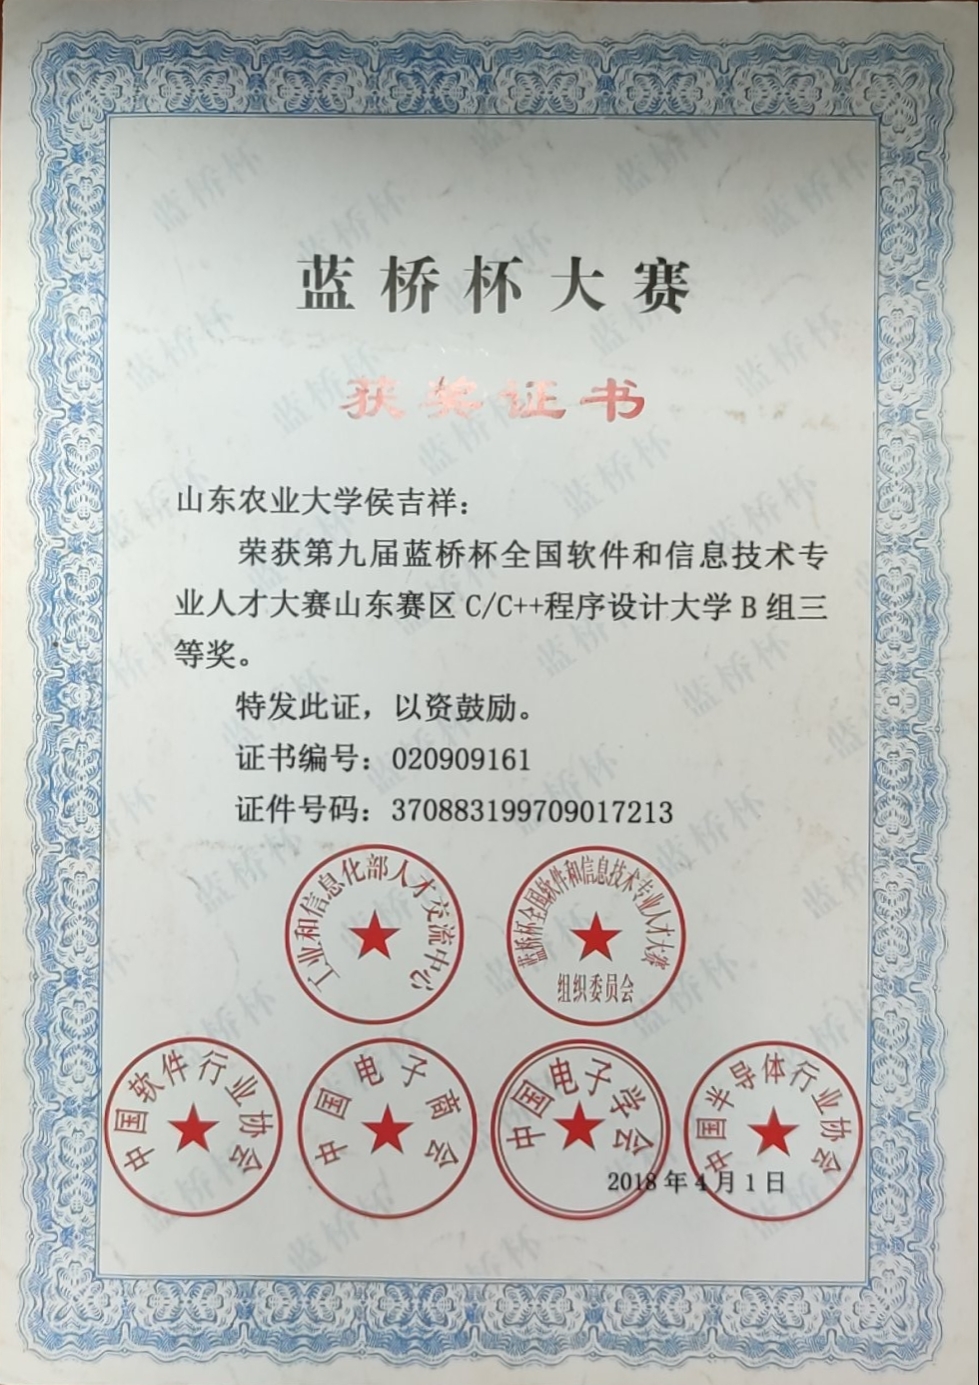 蓝桥杯大赛
获奖证书
山东农业大学侯吉祥：
荣获第九届蓝桥杯全国软件和信息技术专
业人才大赛山东赛区 C/C++程序设计大学 B 组三
等奖。
特发此证，以资鼓励。
证书编号：020909161
证件号码：370883199709017213
工业和信息化部人才交流中心
蓝桥杯全国软件和信息技术专业人才大赛
组织委员会
中国软件行业协会
中国电子商会
中国电子学会
中国半导体行业协会
2018 年 4 月 1 日